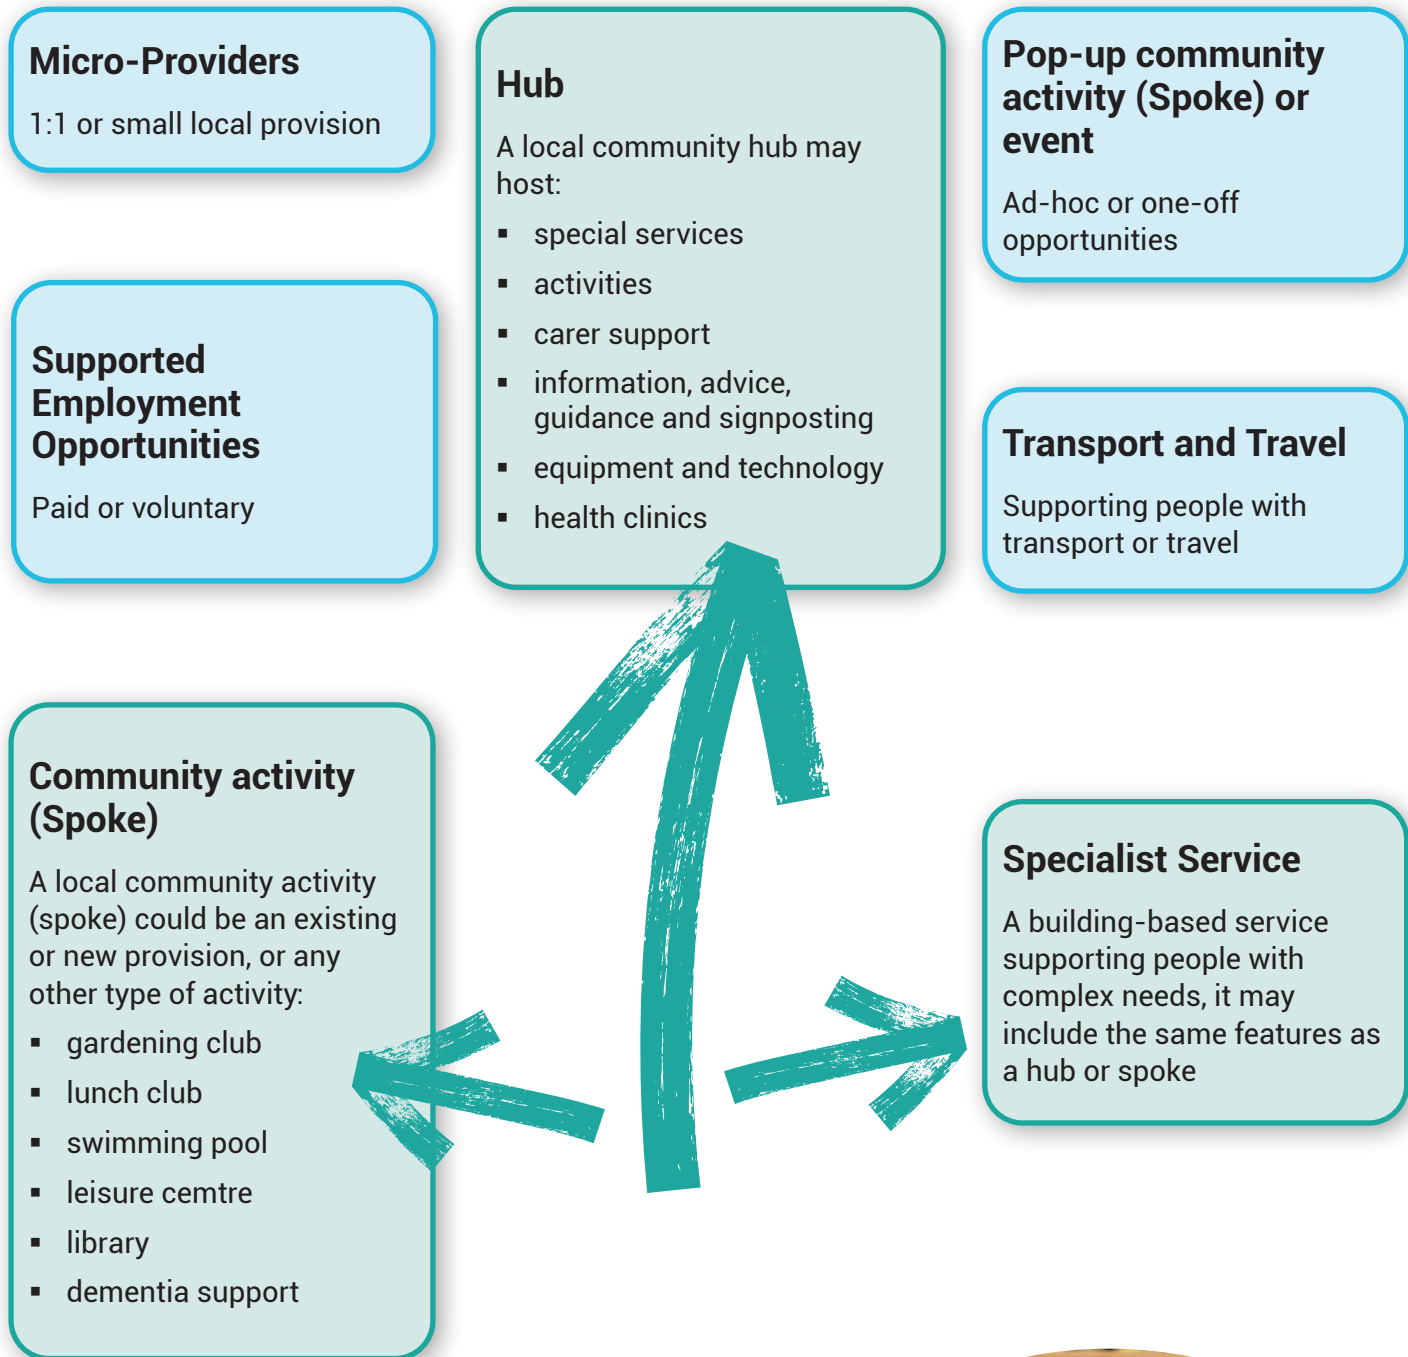 Micro-Providers
1:1 or small local provision
Supported
Employment
Opportunities
Paid or voluntary
Hub
A local community hub may
host:
▪ special services
▪ activities
▪ carer support
▪ information, advice,
guidance and signposting
▪ equipment and technology
▪ health clinics
Pop-up community
activity (Spoke) or
event
Ad-hoc or one-off
opportunities
Transport and Travel
Supporting people with
transport or travel
Community activity
(Spoke)
A local community activity
(spoke) could be an existing
or new provision, or any
other type of activity:
▪ gardening club
▪ lunch club
▪ swimming pool
▪ leisure cemtre
▪ library
▪ dementia support
Specialist Service
A building-based service
supporting people with
complex needs, it may
include the same features as
a hub or spoke